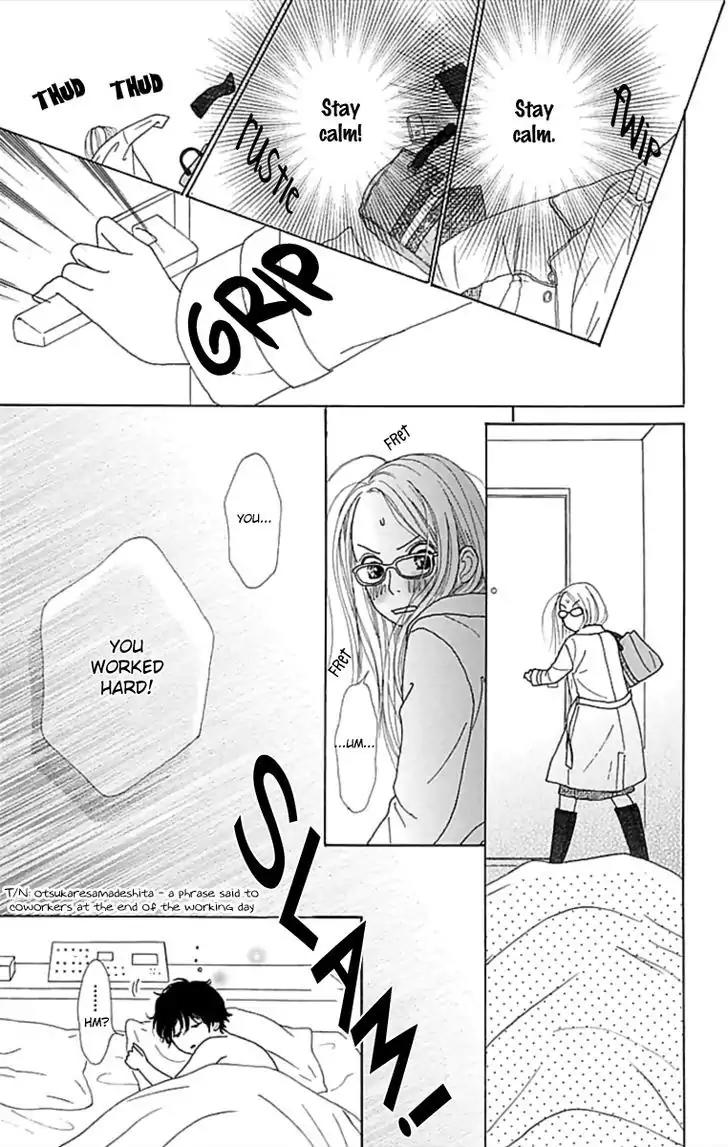 FWIP
Stay
calm.
Stay
calm!
RUSTLE
THUD
THUD
GRIP
FRET
FRET
...UM...
YOU...
YOU
WORKED
HARD!
SLAM!
T/N: otsukaresamadeshita - a phrase said to
coworkers at the end of the working day
......
HM?